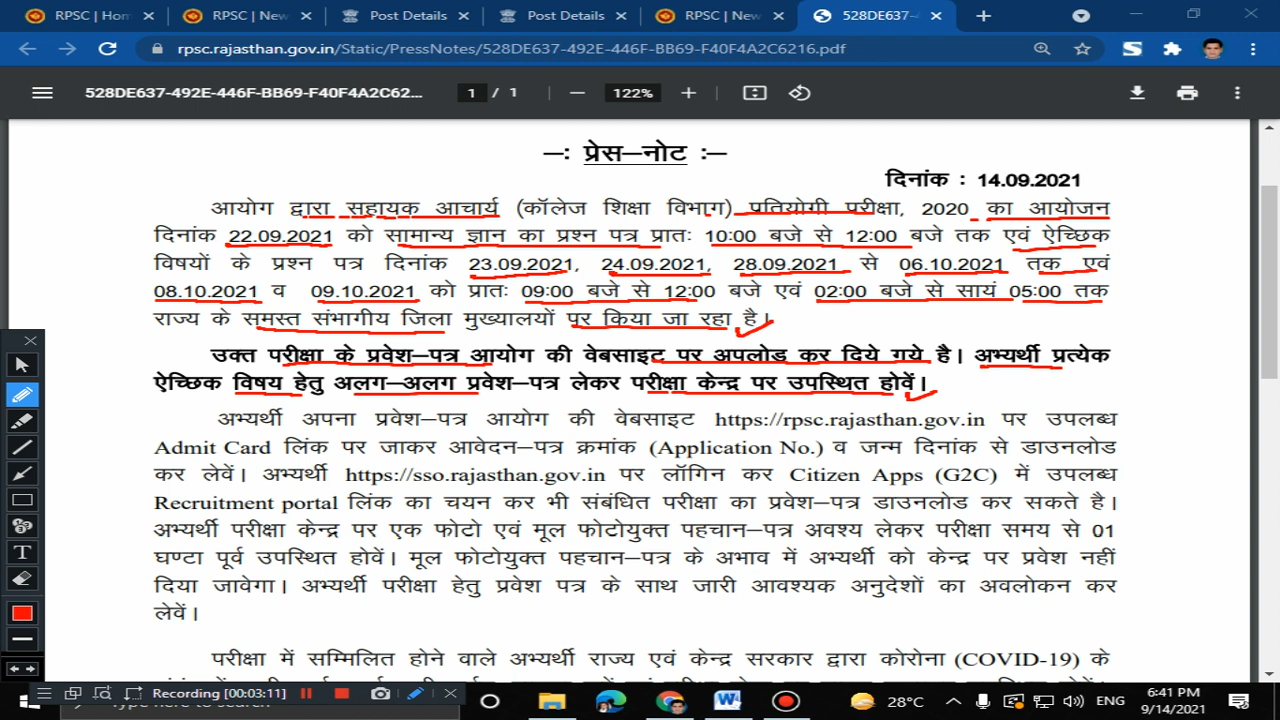 RPSC | Hom
RPSC | New
Post Details
Post Details
RPSC | New
528DE637-
rpsc.rajasthan.gov.in/Static/PressNotes/528DE637-492E-446F-BB69-F40F4A2C6216.pdf
528DE637-492E-446F-BB69-F40F4A2C62...
1 / 1
122%
–: प्रेस–नोट :–
दिनांक : 14.09.2021
आयोग द्वारा सहायक आचार्य (कॉलेज शिक्षा विभाग) प्रतियोगी परीक्षा, 2020 का आयोजन
दिनांक 22.09.2021 को सामान्य ज्ञान का प्रश्न पत्र प्रातः 10:00 बजे से 12:00 बजे तक एवं ऐच्छिक
विषयों के प्रश्न पत्र दिनांक 23.09.2021, 24.09.2021, 28.09.2021 से 06.10.2021 तक एवं
08.10.2021 व 09.10.2021 को प्रातः 09:00 बजे से 12:00 बजे एवं 02:00 बजे से सायं 05:00 तक
राज्य के समस्त संभागीय जिला मुख्यालयों पर किया जा रहा है।
उक्त परीक्षा के प्रवेश–पत्र आयोग की वेबसाइट पर अपलोड कर दिये गये है। अभ्यर्थी प्रत्येक
ऐच्छिक विषय हेतु अलग–अलग प्रवेश–पत्र लेकर परीक्षा केन्द्र पर उपस्थित होवें।
अभ्यर्थी अपना प्रवेश–पत्र आयोग की वेबसाइट https://rpsc.rajasthan.gov.in पर उपलब्ध
Admit Card लिंक पर जाकर आवेदन–पत्र क्रमांक (Application No.) व जन्म दिनांक से डाउनलोड
कर लेवें। अभ्यर्थी https://sso.rajasthan.gov.in पर लॉगिन कर Citizen Apps (G2C) में उपलब्ध
Recruitment portal लिंक का चयन कर भी संबंधित परीक्षा का प्रवेश–पत्र डाउनलोड कर सकते है।
अभ्यर्थी परीक्षा केन्द्र पर एक फोटो एवं मूल फोटोयुक्त पहचान–पत्र अवश्य लेकर परीक्षा समय से 01
घण्टा पूर्व उपस्थित होवें। मूल फोटोयुक्त पहचान–पत्र के अभाव में अभ्यर्थी को केन्द्र पर प्रवेश नहीं
दिया जावेगा। अभ्यर्थी परीक्षा हेतु प्रवेश पत्र के साथ जारी आवश्यक अनुदेशों का अवलोकन कर
लेवें।
परीक्षा में सम्मिलित होने वाले अभ्यर्थी राज्य एवं केन्द्र सरकार द्वारा कोरोना (COVID-19) के
Recording (00:03:11)
28°C
ENG
6:41 PM
9/14/2021